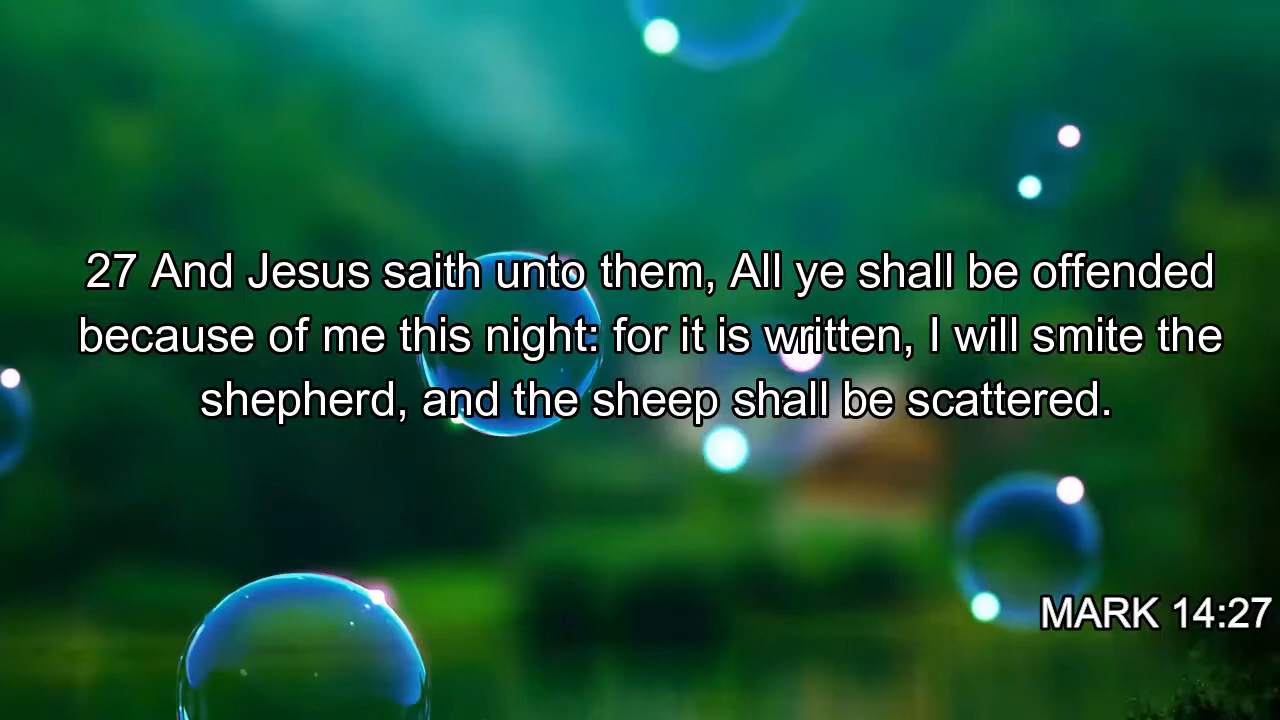 27 And Jesus saith unto them, All ye shall be offended
because of me this night: for it is written, I will smite the
shepherd, and the sheep shall be scattered.
MARK 14:27